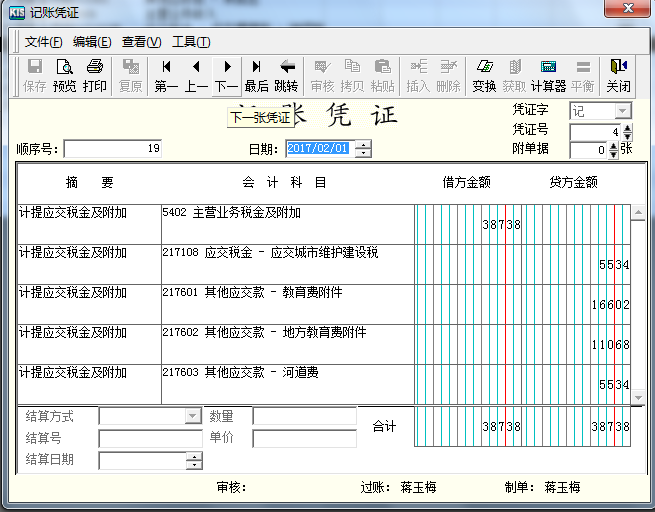 K3S 记账凭证
文件(F) 编辑(E) 查看(V) 工具(T)
保存 预览 打印 复原 第一 上一 下一 最后 跳转 审核 拷贝 粘贴 插入 删除 变换 获取 计算器 平衡 关闭
张 凭 证
下一张凭证
凭证字 记
凭证号 4
顺序号: 19 日期: 2017/02/01 附单据 0 张
摘 要 会 计 科 目 借方金额 贷方金额
计提应交税金及附加 5402 主营业务税金及附加 38738
计提应交税金及附加 217108 应交税金 - 应交城市维护建设税 5534
计提应交税金及附加 217601 其他应交款 - 教育费附件 16602
计提应交税金及附加 217602 其他应交款 - 地方教育费附件 11068
计提应交税金及附加 217603 其他应交款 - 河道费 5534
结算方式 数量
结算号 单价 合计 38738 38738
结算日期
审核: 过账: 蒋玉梅 制单: 蒋玉梅